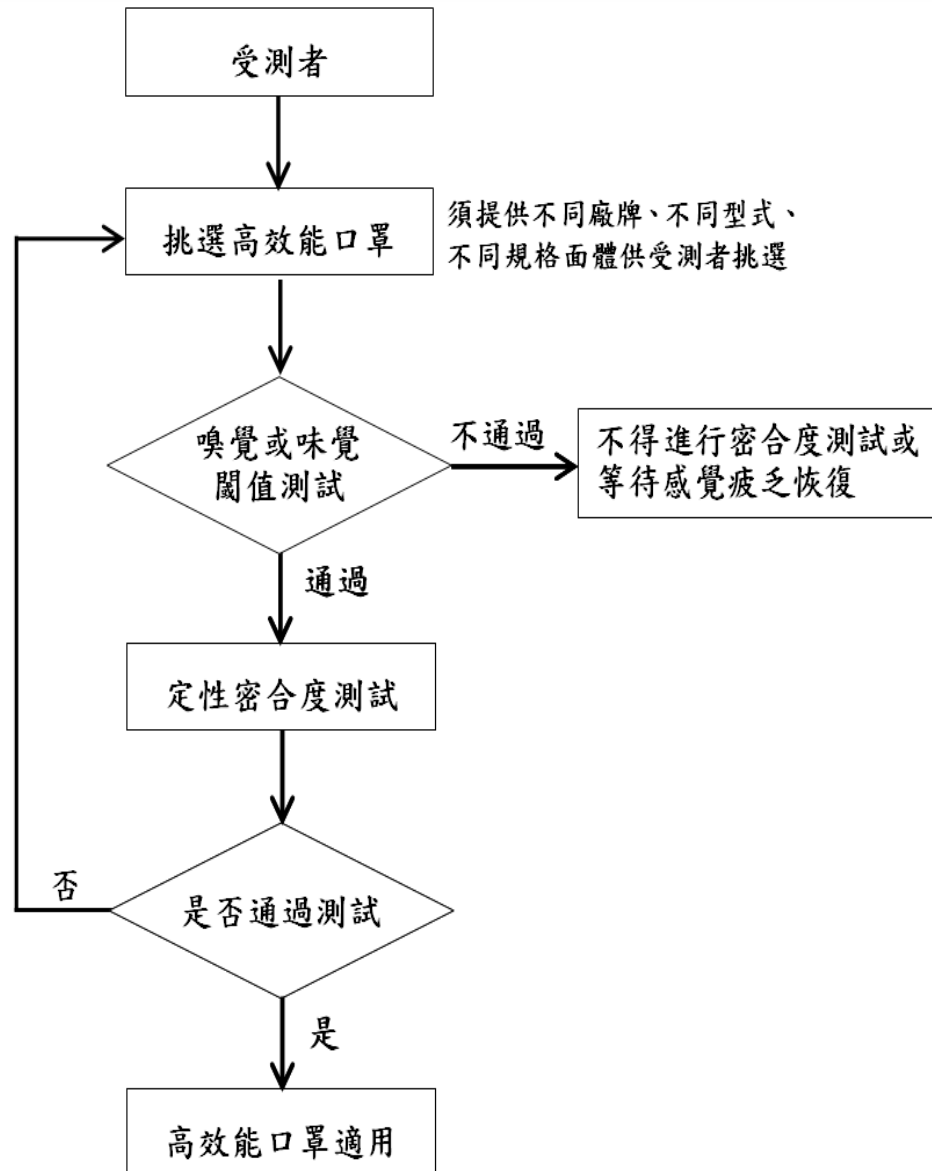 受測者
挑選高效能口罩
須提供不同廠牌、不同型式、
不同規格面體供受測者挑選
嗅覺或味覺
閾值測試
不通過
不得進行密合度測試或
等待感覺疲乏恢復
通過
定性密合度測試
否
是否通過測試
是
高效能口罩適用